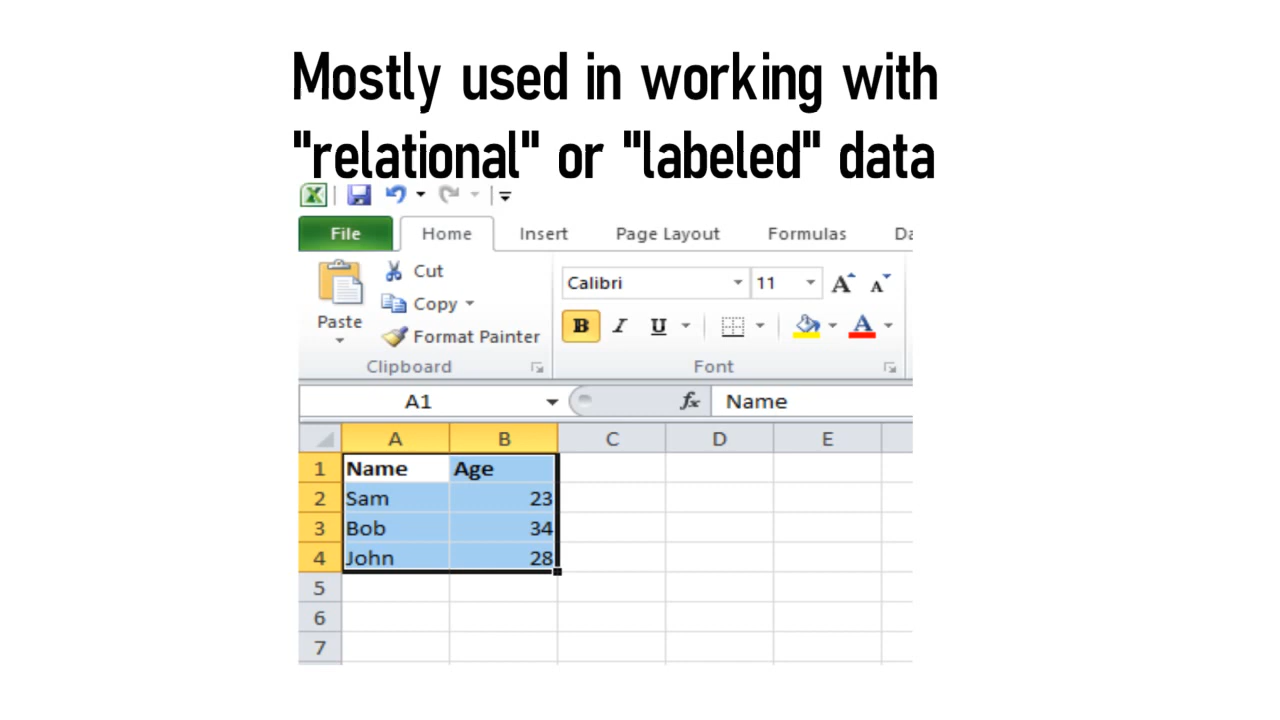 Mostly used in working with
"relational" or "labeled" data
File Home Insert Page Layout Formulas Da
Paste
Cut
Copy
Format Painter
Clipboard
Calibri 11 A A
B I U A
Font
A1 fx Name
A B C D E
1 Name Age
2 Sam 23
3 Bob 34
4 John 28
5
6
7